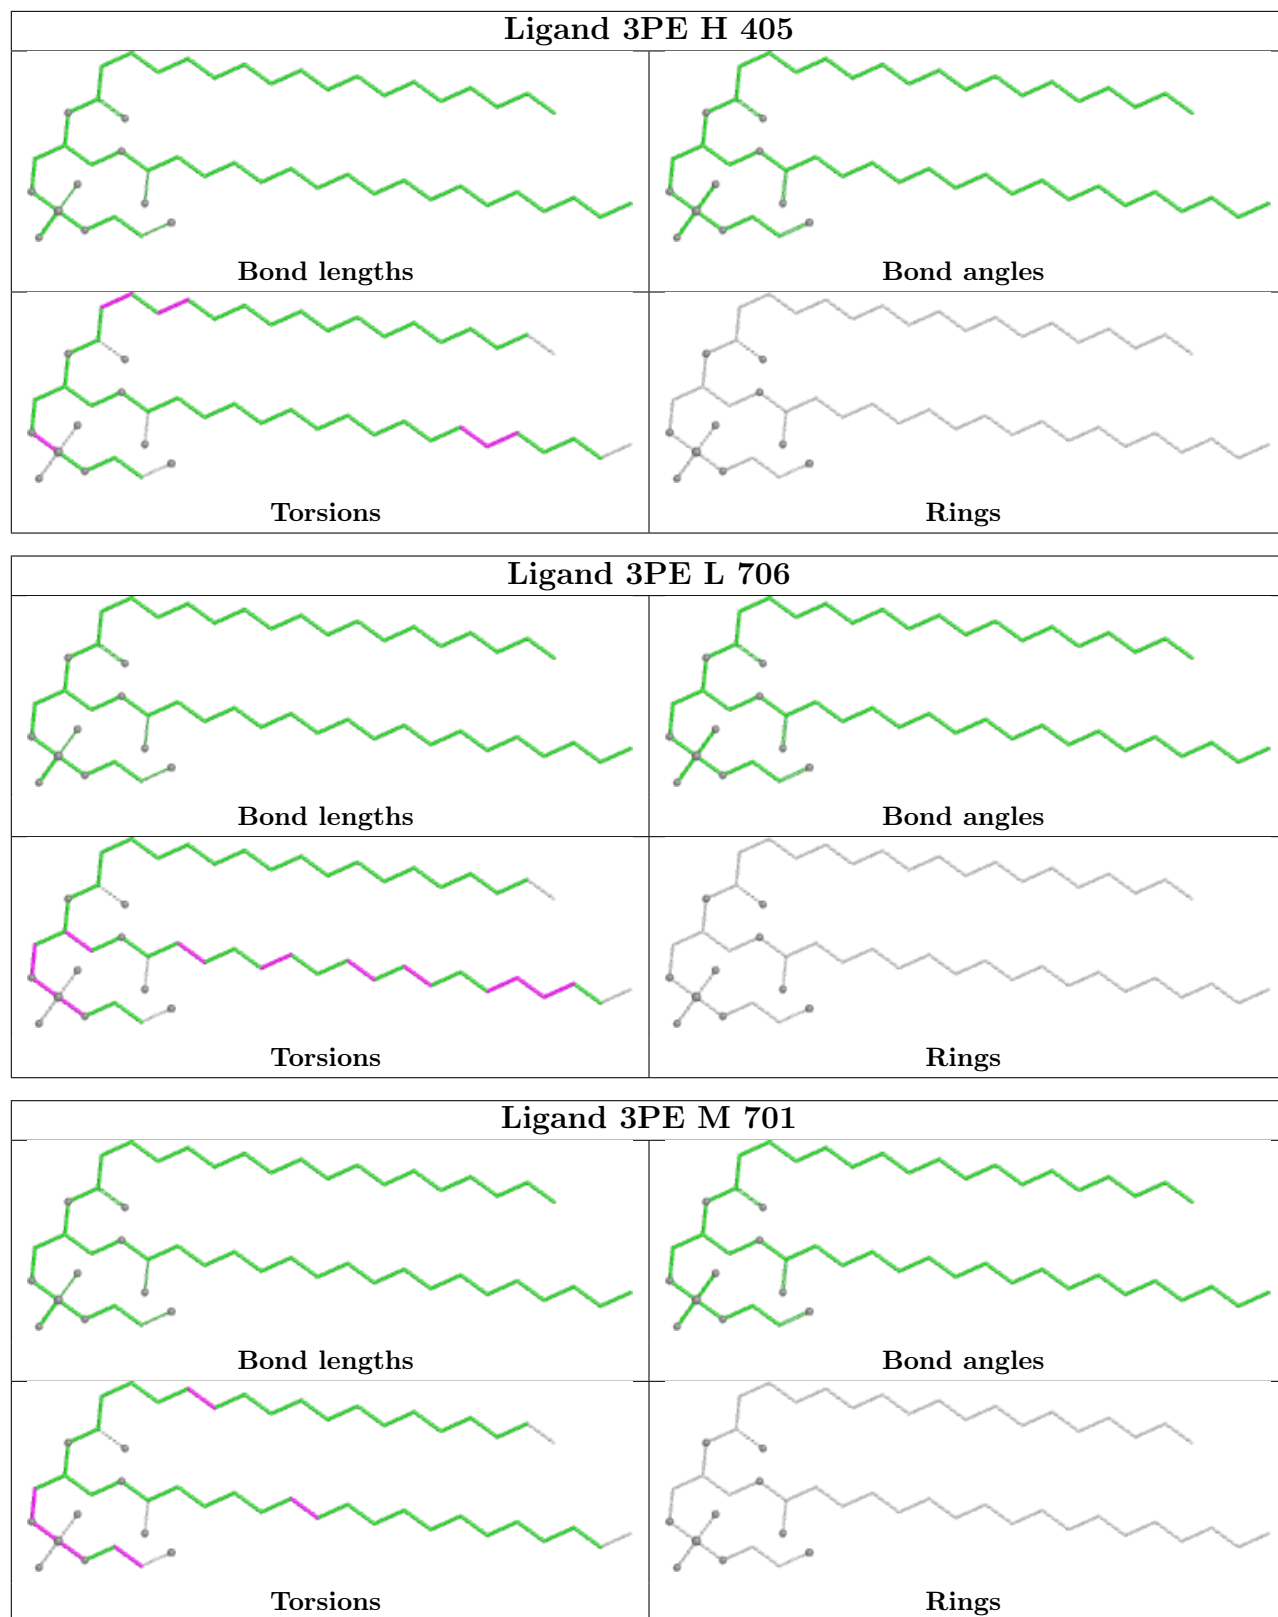 Ligand 3PE H 405
Bond lengths
Bond angles
Torsions
Rings
Ligand 3PE L 706
Bond lengths
Bond angles
Torsions
Rings
Ligand 3PE M 701
Bond lengths
Bond angles
Torsions
Rings